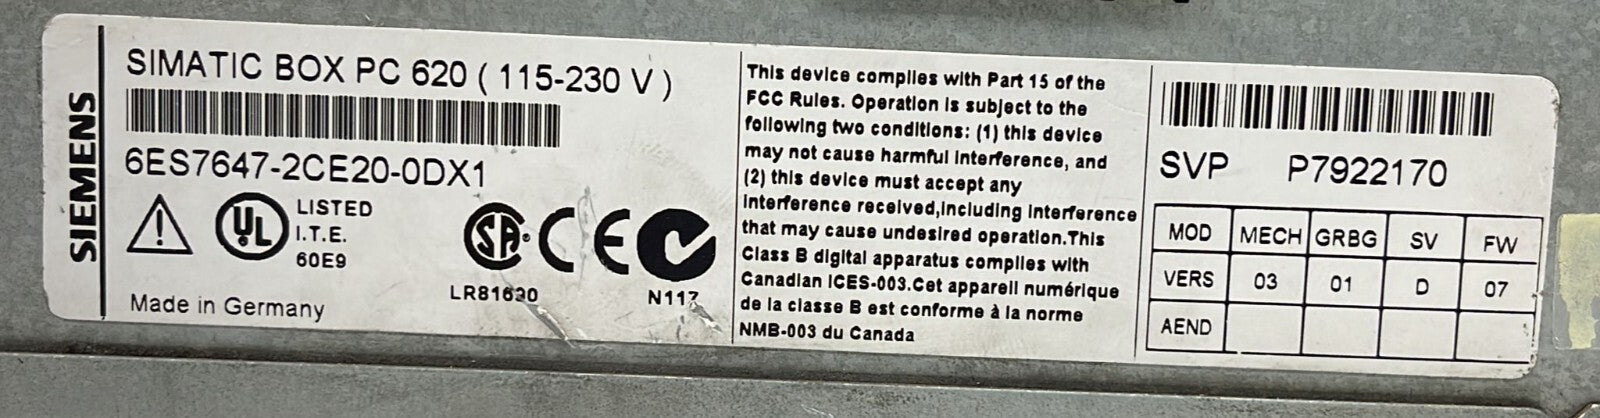 SIEMENS
SIMATIC BOX PC 620 ( 115-230 V )
6ES7647-2CE20-0DX1
UL LISTED
I.T.E.
60E9
SA CE N
LR81630
N117
Made in Germany
This device complies with Part 15 of the
FCC Rules. Operation is subject to the
following two conditions: (1) this device
may not cause harmful interference, and
(2) this device must accept any
interference received,including interference
that may cause undesired operation.This
Class B digital apparatus complies with
Canadian ICES-003.Cet appareil numérique
de la classe B est conforme à la norme
NMB-003 du Canada
SVP P7922170
MOD MECH GRBG SV FW
VERS 03 01 D 07
AEND